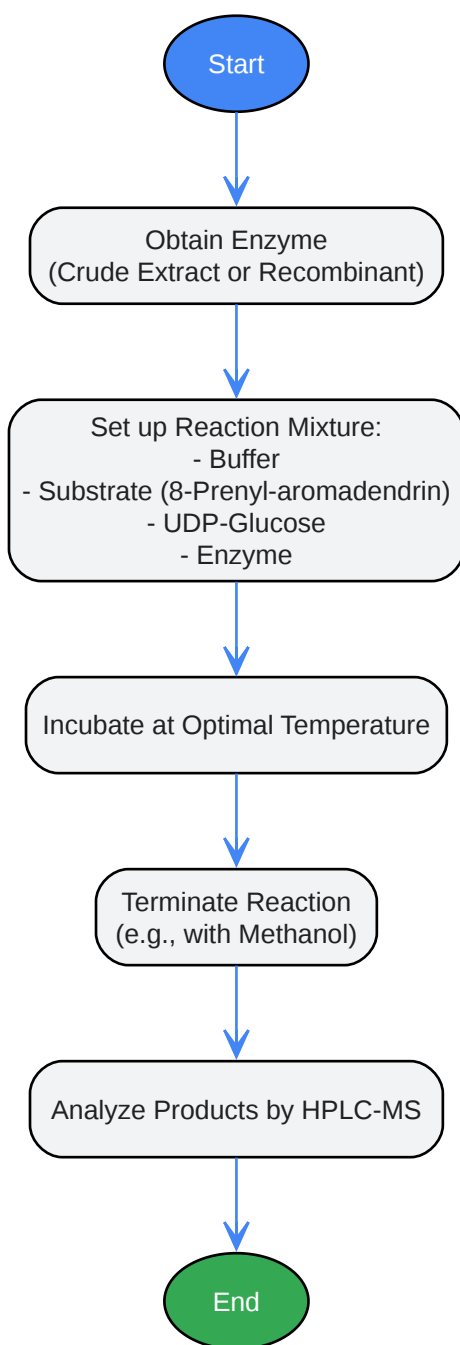 Start
Obtain Enzyme
(Crude Extract or Recombinant)
Set up Reaction Mixture:
- Buffer
- Substrate (8-Prenyl-aromadendrin)
- UDP-Glucose
- Enzyme
Incubate at Optimal Temperature
Terminate Reaction
(e.g., with Methanol)
Analyze Products by HPLC-MS
End